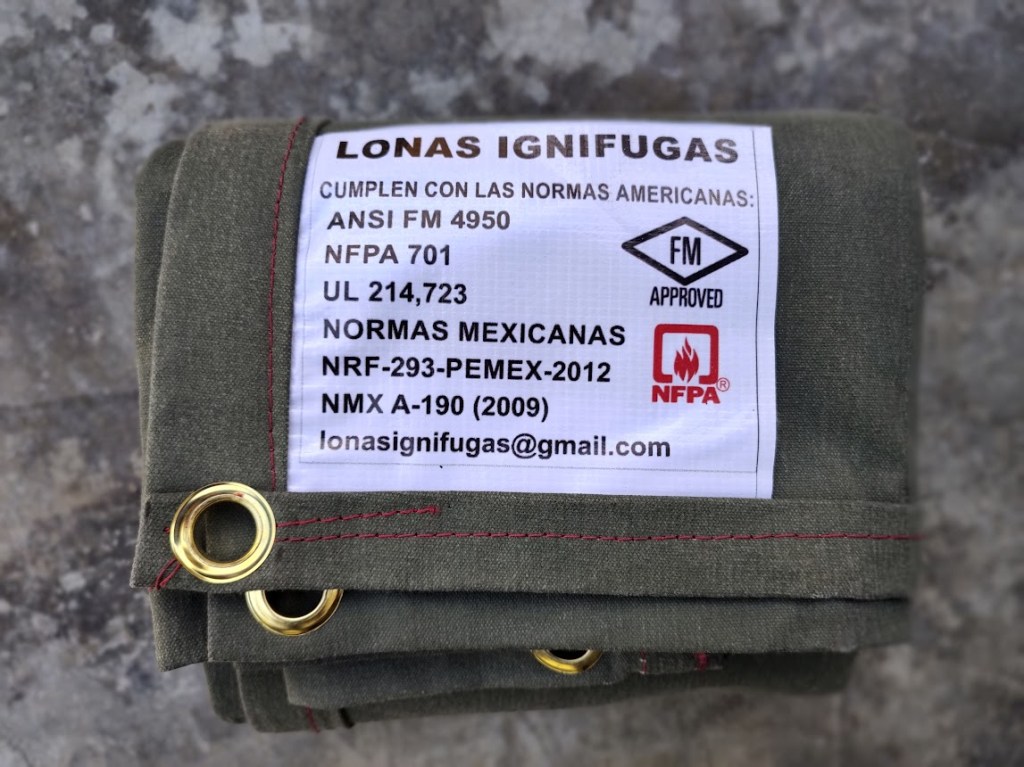 LONAS IGNIFUGAS
CUMPLEN CON LAS NORMAS AMERICANAS:
ANSI FM 4950
NFPA 701
UL 214,723
NORMAS MEXICANAS
NRF-293-PEMEX-2012
NMX A-190 (2009)
lonasignifugas@gmail.com
FM
APPROVED
NFPA®